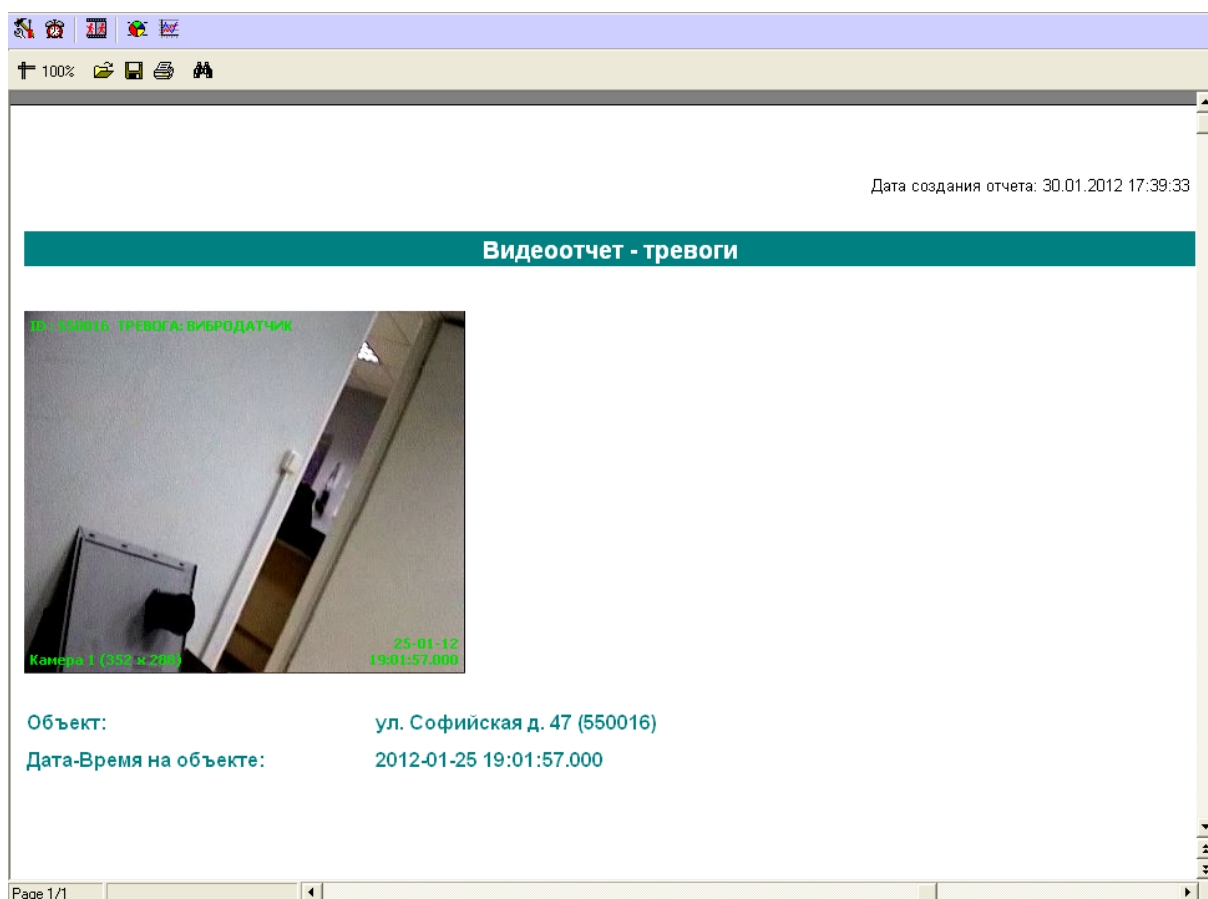 100%
Дата создания отчета: 30.01.2012 17:39:33
Видеоотчет - тревоги
ID: 550016 ТРЕВОГА: ВИБРОДАТЧИК
25-01-12
Камера 1 (352 x 288) 19:01:57.000
Объект: ул. Софийская д. 47 (550016)
Дата-Время на объекте: 2012-01-25 19:01:57.000
Page 1/1